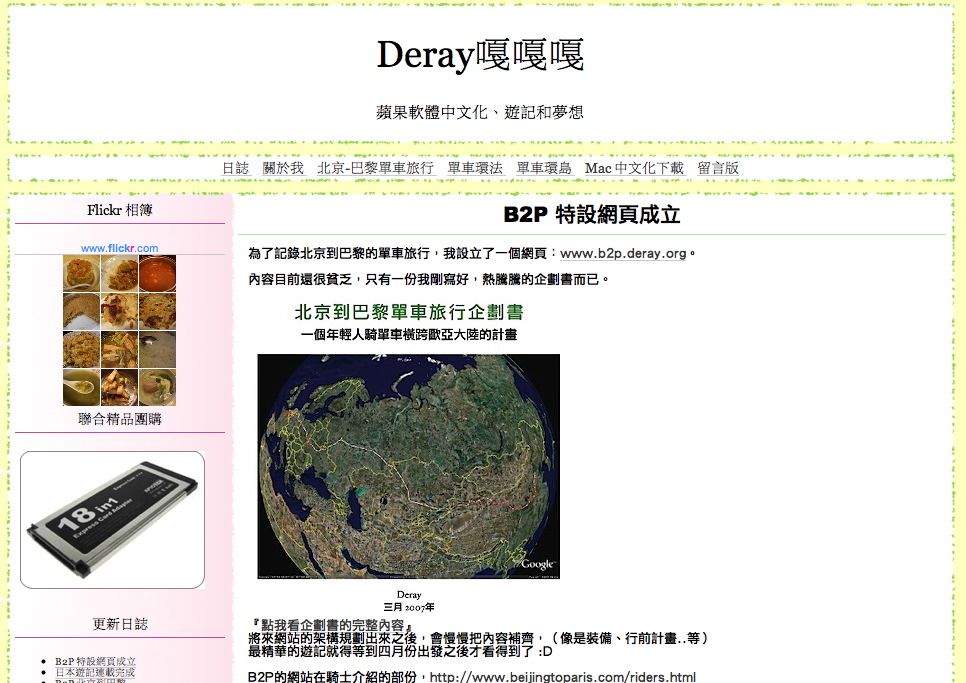 Deray嘎嘎嘎
蘋果軟體中文化、遊記和夢想
日誌 關於我 北京-巴黎單車旅行 單車環法 單車環島 Mac 中文化下載 留言版
Flickr 相簿
www.flickr.com
聯合精品團購
18 in1
Express Card Adapter
更新日誌
B2P 特設網頁成立
日本遊記連載完成
B2P 北京到巴黎
B2P 特設網頁成立
為了記錄北京到巴黎的單車旅行，我設立了一個網頁：www.b2p.deray.org。
內容目前還很貧乏，只有一份我剛寫好，熱騰騰的企劃書而已。
北京到巴黎單車旅行企劃書
一個年輕人騎單車橫跨歐亞大陸的計畫
Google
Deray
三月 2007年
『點我看企劃書的完整內容』
將來網站的架構規劃出來之後，會慢慢把內容補齊，（像是裝備、行前計畫..等）
最精華的遊記就得等到四月份出發之後才看得到了 :D
B2P的網站在騎士介紹的部份，http://www.beijingtoparis.com/riders.html